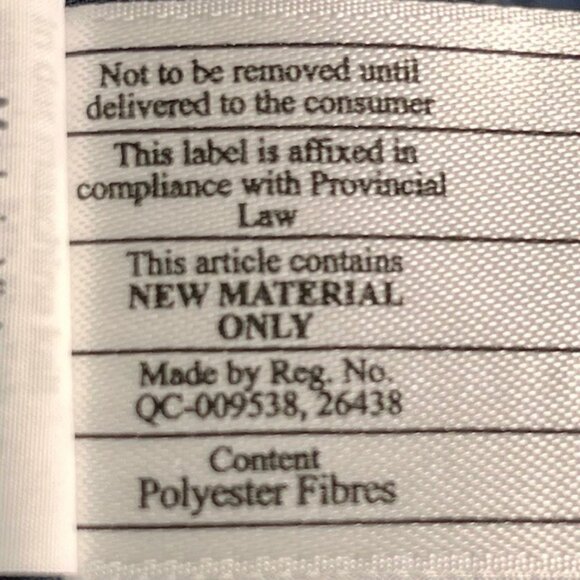 Not to be removed until
delivered to the consumer
This label is affixed in
compliance with Provincial
Law
This article contains
NEW MATERIAL
ONLY
Made by Reg. No.
QC-009538, 26438
Content
Polyester Fibres